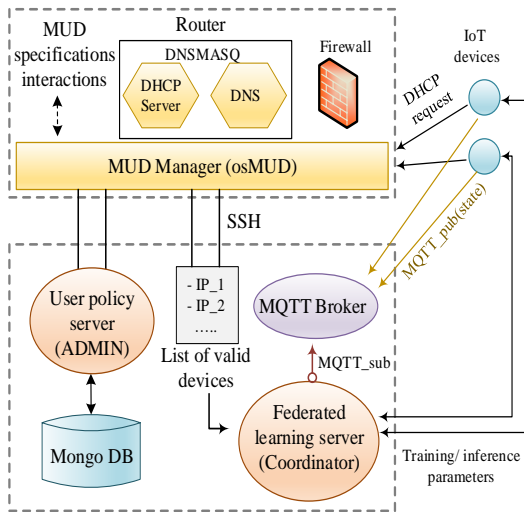 MUD
specifications
interactions
Router
DNSMASQ
DHCP
Server
DNS
Firewall
IoT
devices
DHCP
request
MUD Manager (osMUD)
SSH
MQTT_pub(state)
User policy
server
(ADMIN)
- IP_1
- IP_2
.....
List of valid
devices
MQTT Broker
MQTT_sub
Federated
learning server
(Coordinator)
Mongo DB
Training/ inference
parameters